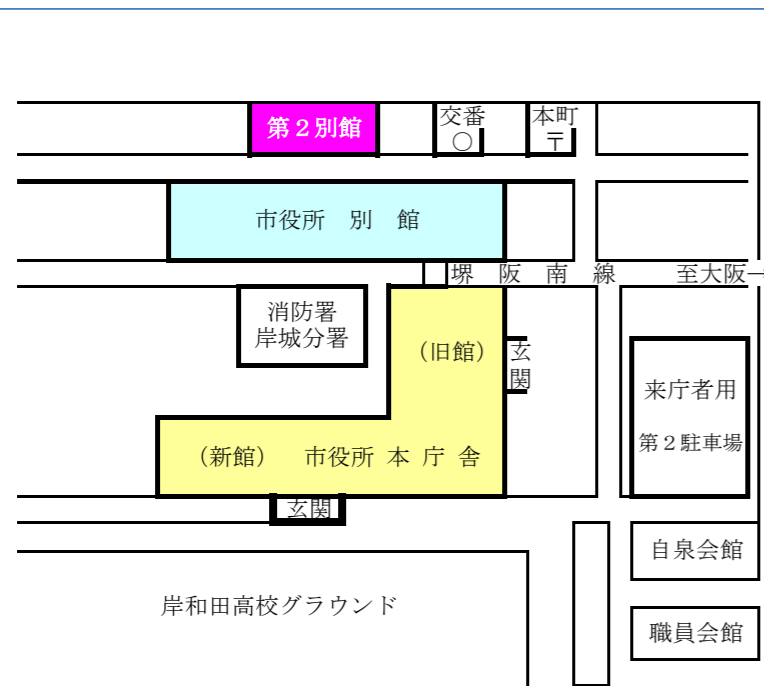 第２別館
交番
○
本町
〒
市役所　別　館
堺　阪　南　線　　至大阪→
消防署
岸城分署
（旧館）
玄関
来庁者用
第２駐車場
（新館）　市役所 本 庁 舎
玄関
自泉会館
岸和田高校グラウンド
職員会館